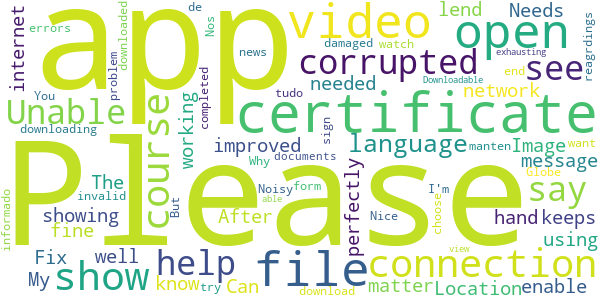 app
Please
certificate
file
open
video
show
connection
corrupted
see
say
course
help
Unable
language
Image
message
network
Location
enable
needed
improved
working
perfectly
lend
Needs
internet
de
Nos
errors
news
damaged
watch
downloaded
problem
completed
tudo
Downloadable
exhausting
end
reagrdings
You
downloading
The
invalid
showing
But
Why
documents
sign
manten
Noisy
form
able
I'm
Nice
choose
Globe
want
hand
keeps
using
matter
After
fine
Fix
well
My
know
try
Can
download
view
informado